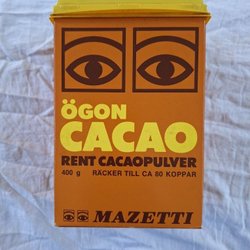 ÖGON
CACAO
RENT CACAOPULVER
400 g RÄCKER TILL CA 80 KOPPAR
MAZETTI